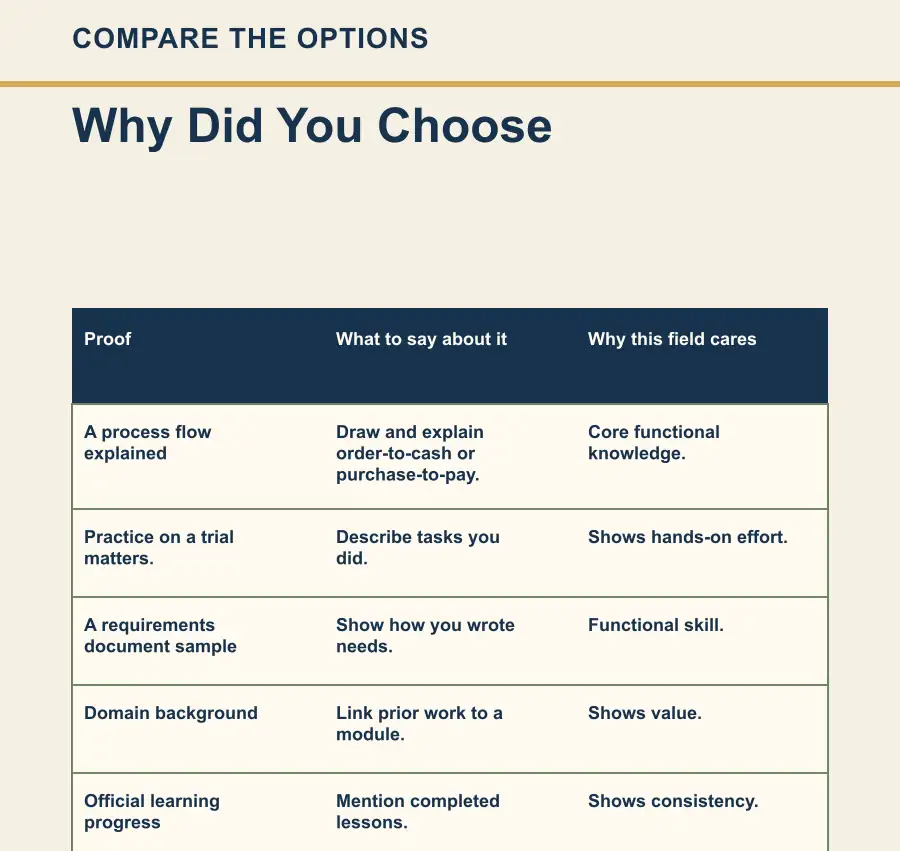 COMPARE THE OPTIONS
Why Did You Choose
Proof
What to say about it
Why this field cares
A process flow
explained
Draw and explain
order-to-cash or
purchase-to-pay.
Core functional
knowledge.
Practice on a trial
matters.
Describe tasks you
did.
Shows hands-on effort.
A requirements
document sample
Show how you wrote
needs.
Functional skill.
Domain background
Link prior work to a
module.
Shows value.
Official learning
progress
Mention completed
lessons.
Shows consistency.